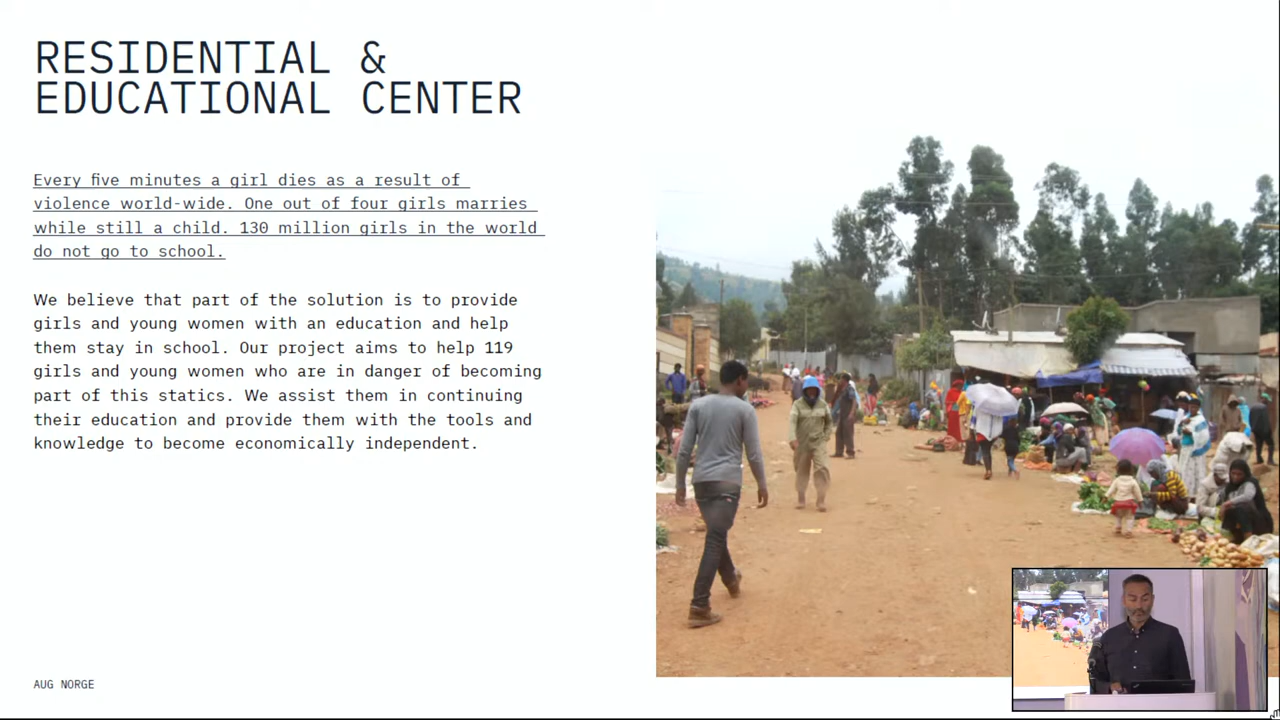 RESIDENTIAL &
EDUCATIONAL CENTER
Every five minutes a girl dies as a result of
violence world-wide. One out of four girls marries
while still a child. 130 million girls in the world
do not go to school.
We believe that part of the solution is to provide
girls and young women with an education and help
them stay in school. Our project aims to help 119
girls and young women who are in danger of becoming
part of this statics. We assist them in continuing
their education and provide them with the tools and
knowledge to become economically independent.
AUG NORGE